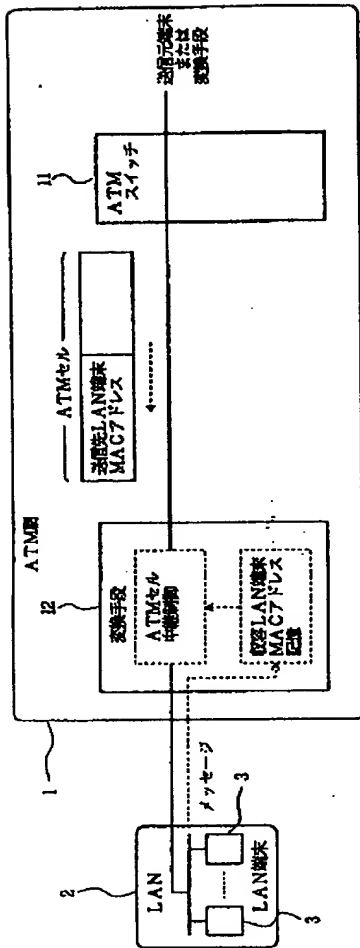 1
ATM網
12
変換手段
ATMセル
中継制御
収容LAN端末
MACアドレス
記憶
ATMセル
送信先LAN端末
MACアドレス
11
ATM
スイッチ
送信元端末
または
変換手段
2
LAN
メッセージ
3
LAN端末
3